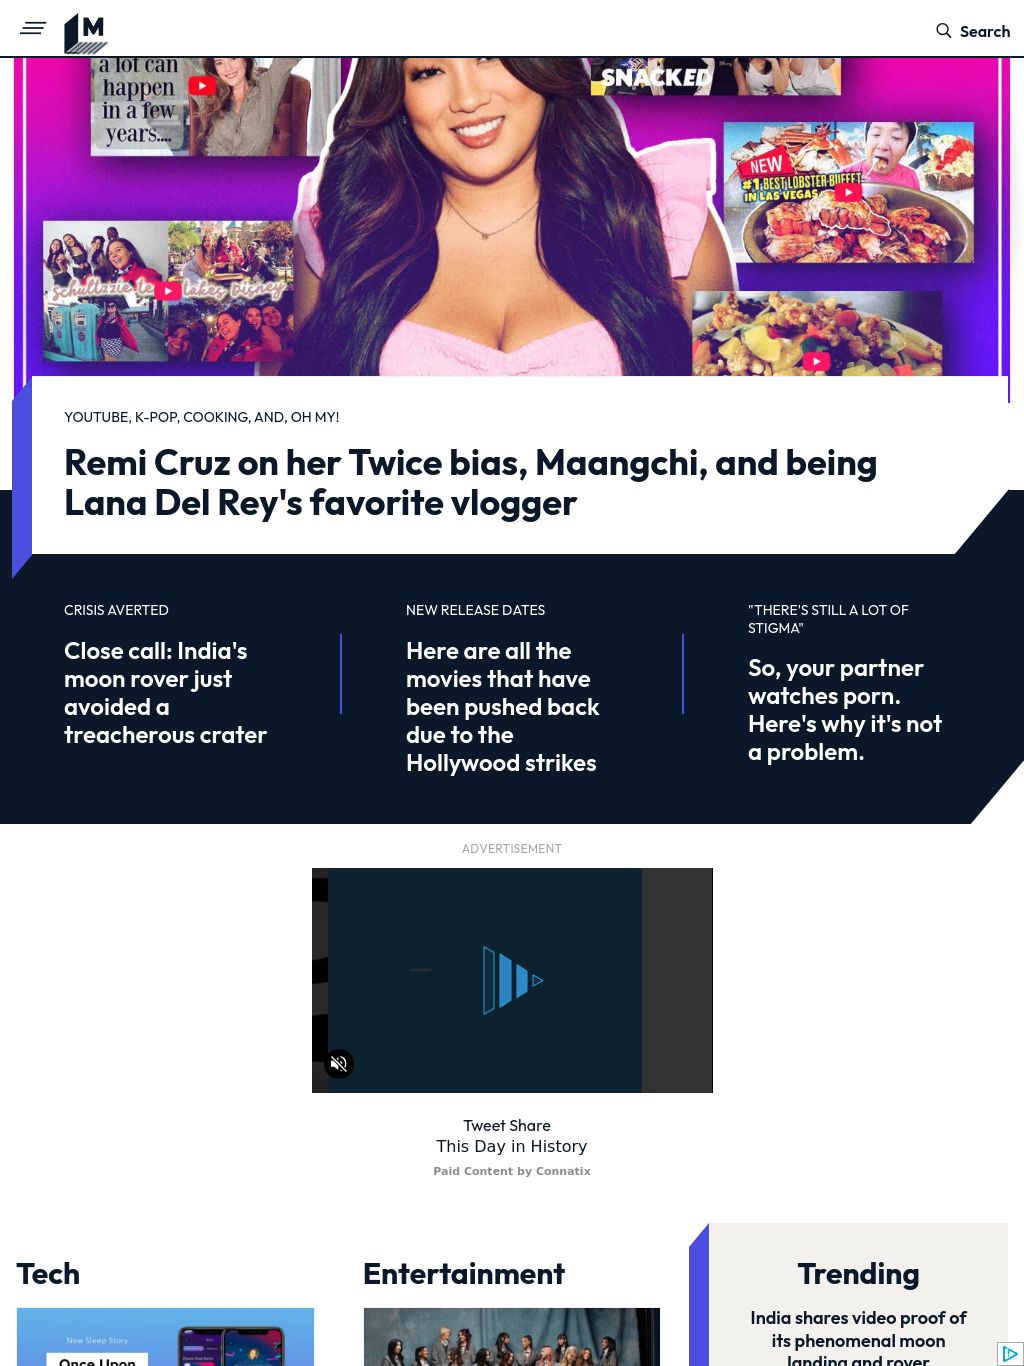 M
Search
a lot can
happen
in a few
years....
SNACKED
NEW
#1 BEST LOBSTER BUFFET
IN LAS VEGAS
takes Disney
YOUTUBE, K-POP, COOKING, AND, OH MY!
Remi Cruz on her Twice bias, Maangchi, and being
Lana Del Rey's favorite vlogger
CRISIS AVERTED
Close call: India's
moon rover just
avoided a
treacherous crater
NEW RELEASE DATES
Here are all the
movies that have
been pushed back
due to the
Hollywood strikes
"THERE'S STILL A LOT OF
STIGMA"
So, your partner
watches porn.
Here's why it's not
a problem.
ADVERTISEMENT
Tweet Share
This Day in History
Paid Content by Connatix
Tech
New Sleep Story
Once Upon
Entertainment
Trending
India shares video proof of
its phenomenal moon
landing and rover